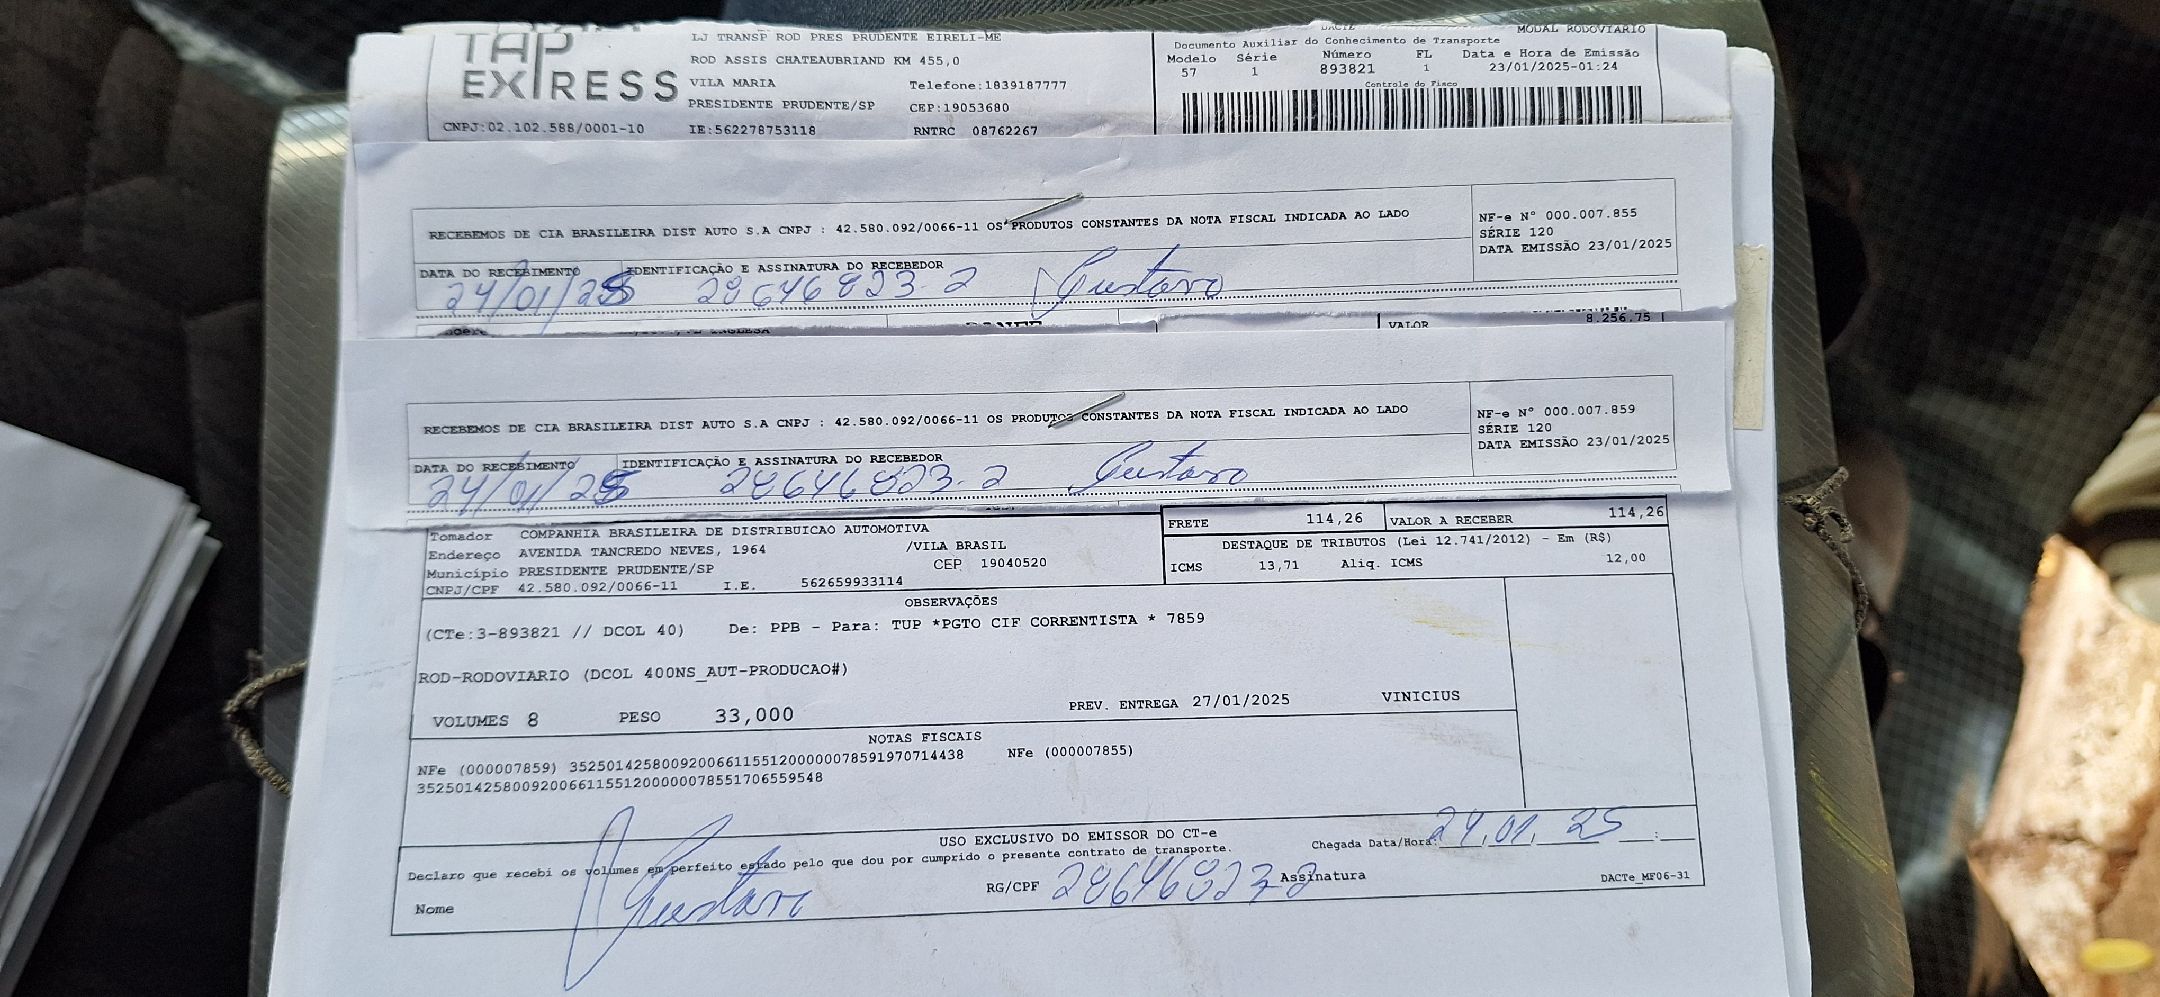 TAP EXPRESS
LJ TRANSP ROD PRES PRUDENTE EIRELI-ME
ROD ASSIS CHATEAUBRIAND KM 455,0
VILA MARIA Telefone:1839187777
PRESIDENTE PRUDENTE/SP CEP:19053680
CNPJ:02.102.588/0001-10 IE:562278753118 RNTRC 08762267
DACTE MODAL RODOVIARIO
Documento Auxiliar do Conhecimento de Transporte
Modelo Série Número FL Data e Hora de Emissão
57 1 893821 1 23/01/2025-01:24
Controle do Fisco
RECEBEMOS DE CIA BRASILEIRA DIST AUTO S.A CNPJ : 42.580.092/0066-11 OS PRODUTOS CONSTANTES DA NOTA FISCAL INDICADA AO LADO
NF-e N° 000.007.855
SÉRIE 120
DATA EMISSÃO 23/01/2025
DATA DO RECEBIMENTO IDENTIFICAÇÃO E ASSINATURA DO RECEBEDOR
24/01/25 28646823-2 Gustavo
VALOR 8.256,75
RECEBEMOS DE CIA BRASILEIRA DIST AUTO S.A CNPJ : 42.580.092/0066-11 OS PRODUTOS CONSTANTES DA NOTA FISCAL INDICADA AO LADO
NF-e N° 000.007.859
SÉRIE 120
DATA EMISSÃO 23/01/2025
DATA DO RECEBIMENTO IDENTIFICAÇÃO E ASSINATURA DO RECEBEDOR
24/01/25 28646823-2 Gustavo
Tomador COMPANHIA BRASILEIRA DE DISTRIBUICAO AUTOMOTIVA
Endereço AVENIDA TANCREDO NEVES, 1964 /VILA BRASIL
Município PRESIDENTE PRUDENTE/SP CEP 19040520
CNPJ/CPF 42.580.092/0066-11 I.E. 562659933114
FRETE 114,26 VALOR A RECEBER 114,26
DESTAQUE DE TRIBUTOS (Lei 12.741/2012) - Em (R$)
ICMS 13,71 Aliq. ICMS 12,00
OBSERVAÇÕES
(CTe:3-893821 // DCOL 40) De: PPB - Para: TUP *PGTO CIF CORRENTISTA * 7859
ROD-RODOVIARIO (DCOL 400NS_AUT-PRODUCAO#)
VOLUMES 8 PESO 33,000 PREV. ENTREGA 27/01/2025 VINICIUS
NOTAS FISCAIS
NFe (000007859) 35250142580092006611551200000078591970714438 NFe (000007855)
35250142580092006611551200000078551706559548
USO EXCLUSIVO DO EMISSOR DO CT-e
Declaro que recebi os volumes em perfeito estado pelo que dou por cumprido o presente contrato de transporte. Chegada Data/Hora: 24.01.25 __:__
Nome Gustavo RG/CPF 28646823-2 Assinatura DACTe_MF06-31